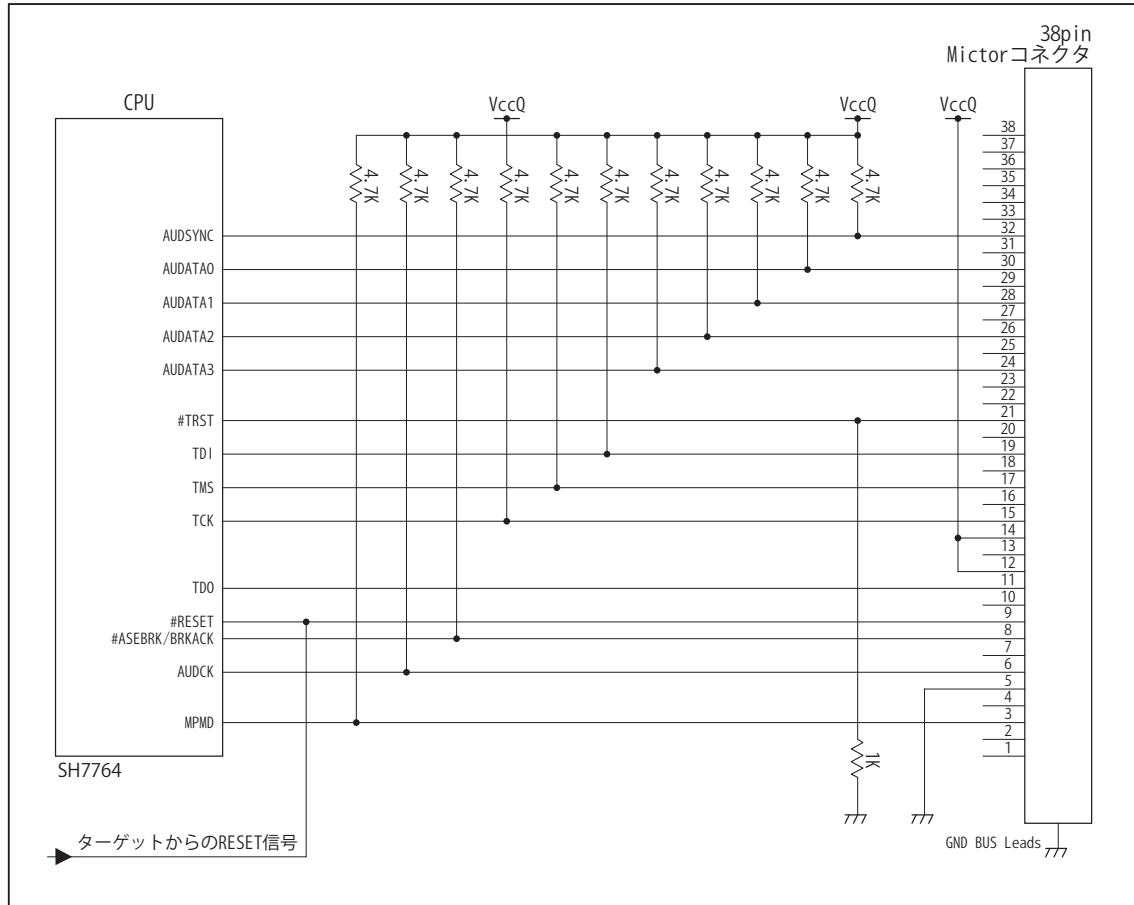 38pin
Mictorコネクタ
CPU
VccQ
VccQ
VccQ
4.7K
4.7K
4.7K
4.7K
4.7K
4.7K
4.7K
4.7K
4.7K
4.7K
4.7K
38
37
36
35
34
33
32
31
30
29
28
27
26
25
24
23
22
21
20
19
18
17
16
15
14
13
12
11
10
9
8
7
6
5
4
3
2
1
AUDSYNC
AUDATA0
AUDATA1
AUDATA2
AUDATA3
#TRST
TDI
TMS
TCK
TDO
#RESET
#ASEBRK/BRKACK
AUDCK
MPMD
1K
SH7764
ターゲットからのRESET信号
GND BUS Leads